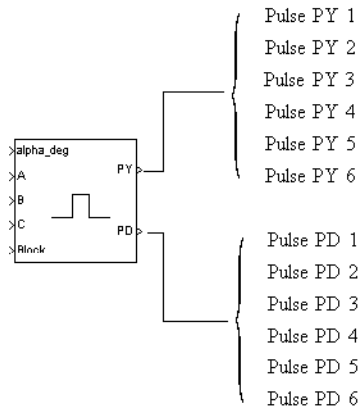 Pulse PY 1
Pulse PY 2
Pulse PY 3
Pulse PY 4
Pulse PY 5
Pulse PY 6
alpha_deg
A
B
C
Block
PY
PD
Pulse PD 1
Pulse PD 2
Pulse PD 3
Pulse PD 4
Pulse PD 5
Pulse PD 6